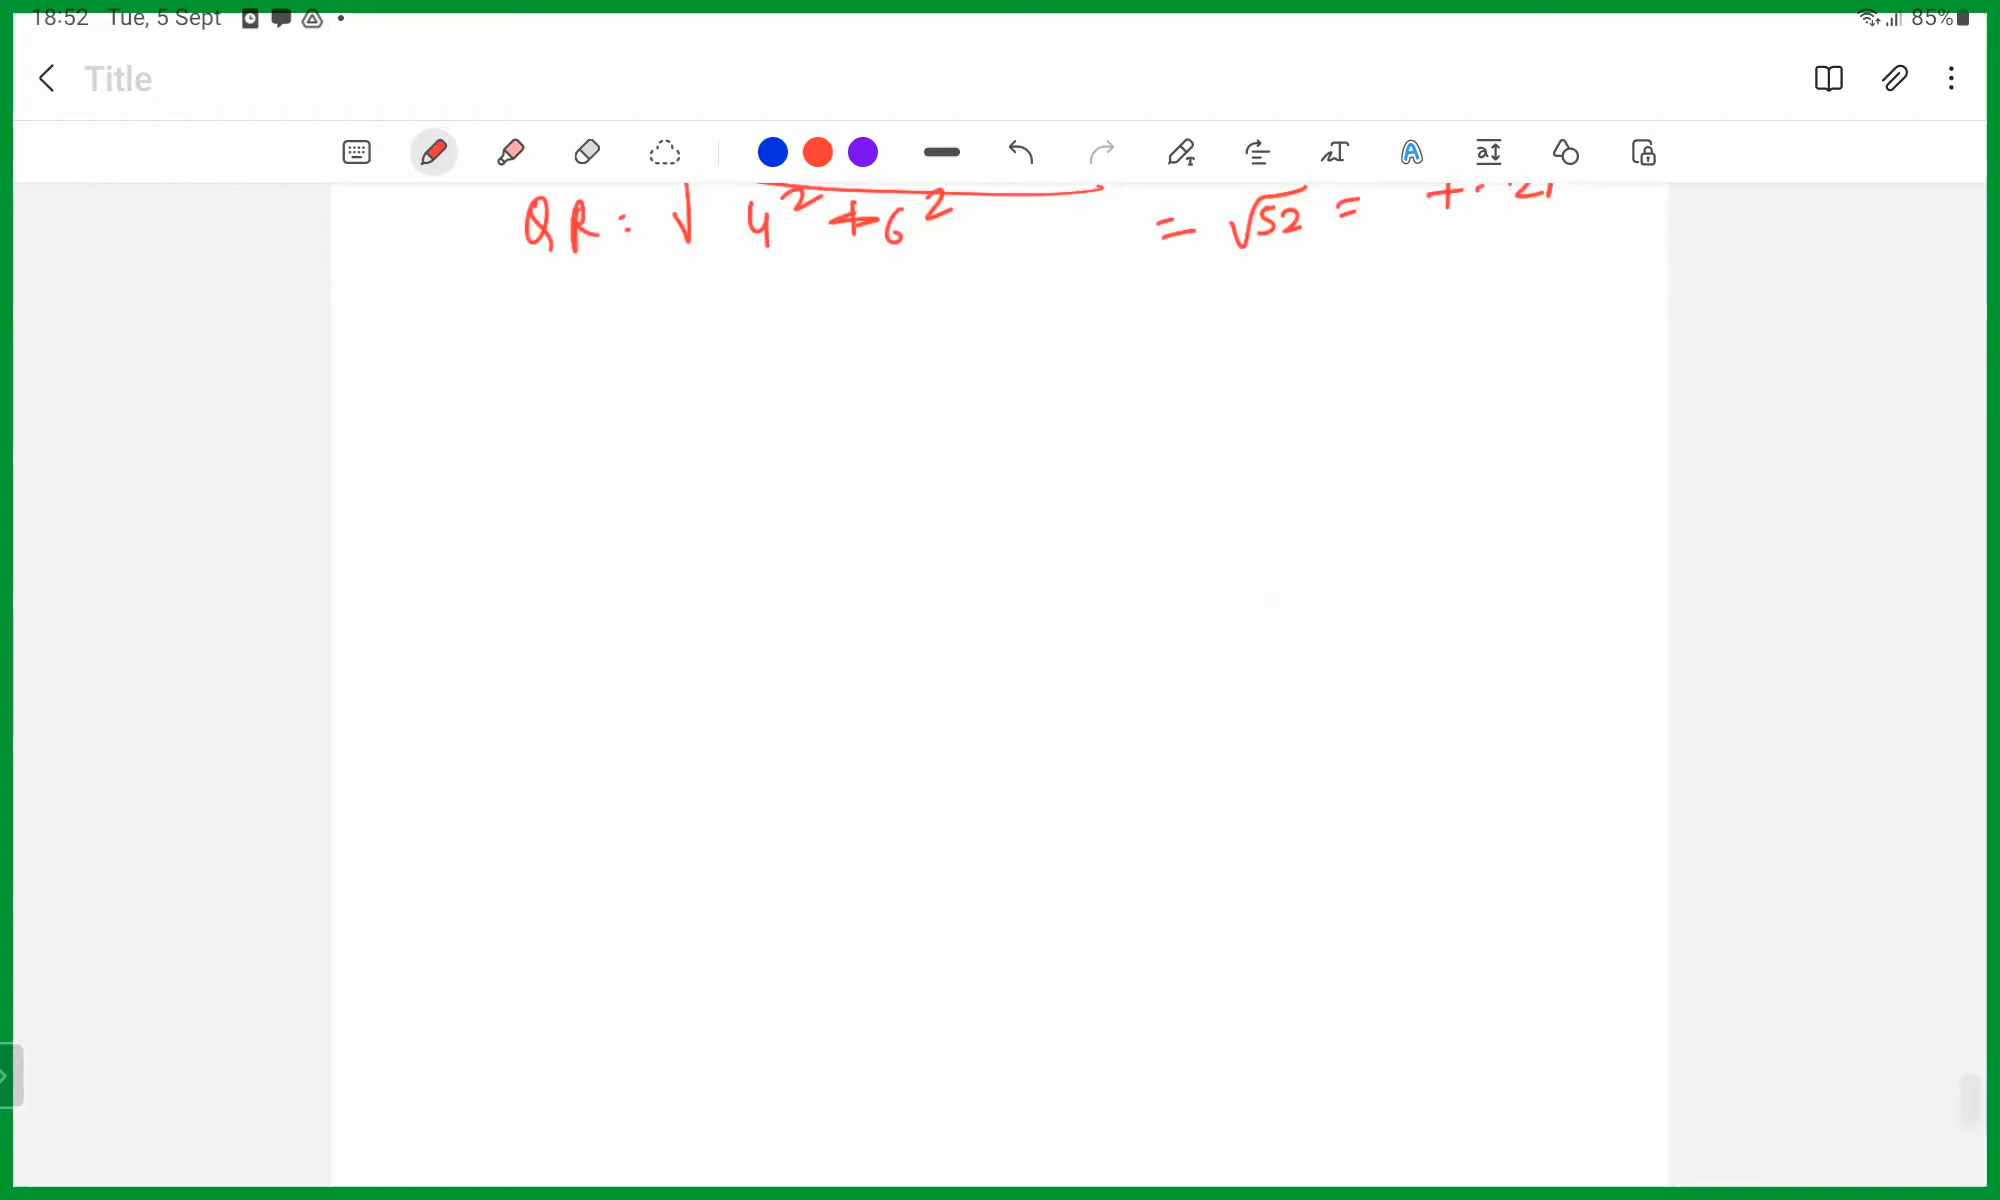 18:52 Tue, 5 Sept 85%
Title
QR: √4²+6² = √52 =